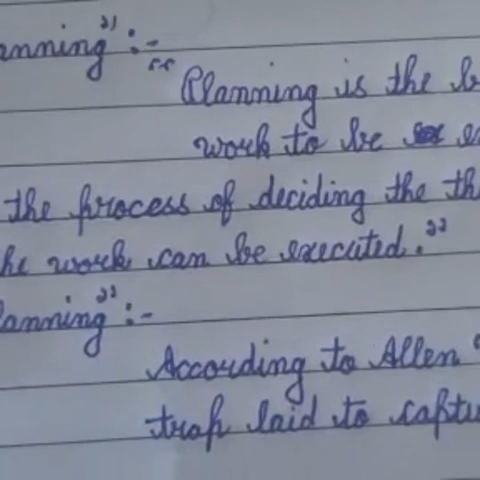 anning" :-
" Planning is the b
work to be e
the process of deciding the th
he work can be executed."
lanning" :-
According to Allen "
trap laid to captu